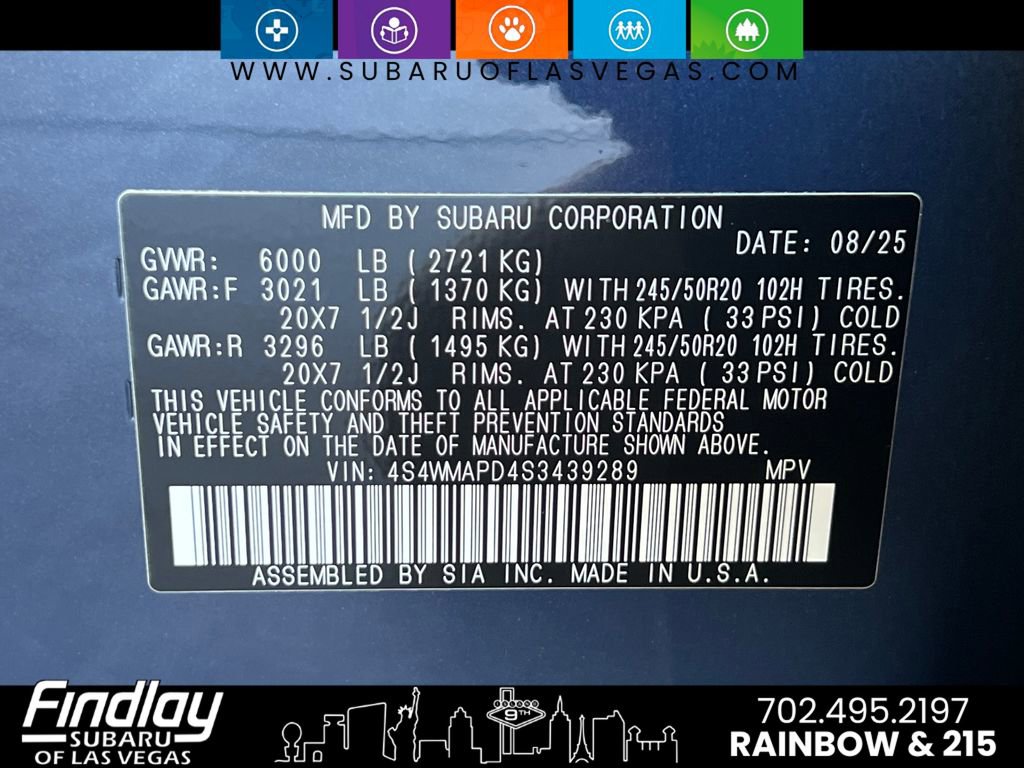 WWW.SUBARUOFLASVEGAS.COM
MFD BY SUBARU CORPORATION
DATE: 08/25
GVWR: 6000 LB ( 2721 KG)
GAWR:F 3021 LB ( 1370 KG) WITH 245/50R20 102H TIRES.
20X7 1/2J RIMS. AT 230 KPA ( 33 PSI) COLD
GAWR:R 3296 LB ( 1495 KG) WITH 245/50R20 102H TIRES.
20X7 1/2J RIMS. AT 230 KPA ( 33 PSI) COLD
THIS VEHICLE CONFORMS TO ALL APPLICABLE FEDERAL MOTOR
VEHICLE SAFETY AND THEFT PREVENTION STANDARDS
IN EFFECT ON THE DATE OF MANUFACTURE SHOWN ABOVE.
VIN: 4S4WMAPD4S3439289 MPV
ASSEMBLED BY SIA INC. MADE IN U.S.A.
Findlay
SUBARU
OF LAS VEGAS
9TH
702.495.2197
RAINBOW & 215